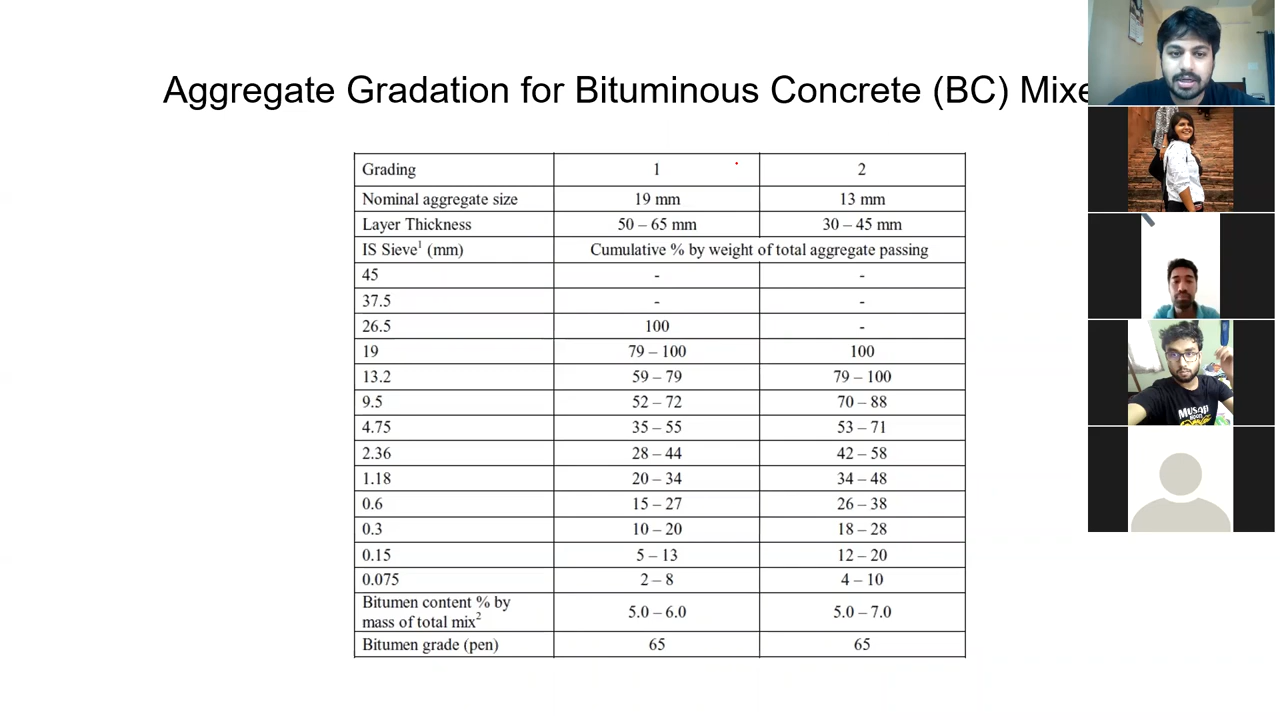 Aggregate Gradation for Bituminous Concrete (BC) Mixe
Grading 1 2
Nominal aggregate size 19 mm 13 mm
Layer Thickness 50 – 65 mm 30 – 45 mm
IS Sieve1 (mm) Cumulative % by weight of total aggregate passing
45 - -
37.5 - -
26.5 100 -
19 79 – 100 100
13.2 59 – 79 79 – 100
9.5 52 – 72 70 – 88
4.75 35 – 55 53 – 71
2.36 28 – 44 42 – 58
1.18 20 – 34 34 – 48
0.6 15 – 27 26 – 38
0.3 10 – 20 18 – 28
0.15 5 – 13 12 – 20
0.075 2 – 8 4 – 10
Bitumen content % by
mass of total mix2 5.0 – 6.0 5.0 – 7.0
Bitumen grade (pen) 65 65